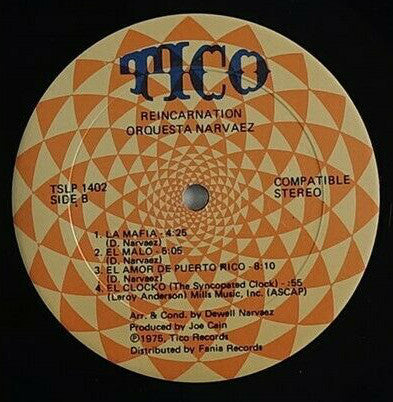 TICO
REINCARNATION
ORQUESTA NARVAEZ
TSLP 1402
SIDE B
COMPATIBLE
STEREO
1. LA MAFIA - 4:25
(D. Narvaez)
2. EL MALO - 6:05
(D. Narvaez)
3. EL AMOR DE PUERTO RICO - 8:10
(D. Narvaez)
4. EL CLOCKO (The Syncopated Clock) - :55
(Leroy Anderson) Mills Music, Inc. (ASCAP)
Arr. & Cond. by Dewell Narvaez
Produced by Joe Cain
Ⓟ1975, Tico Records
Distributed by Fania Records